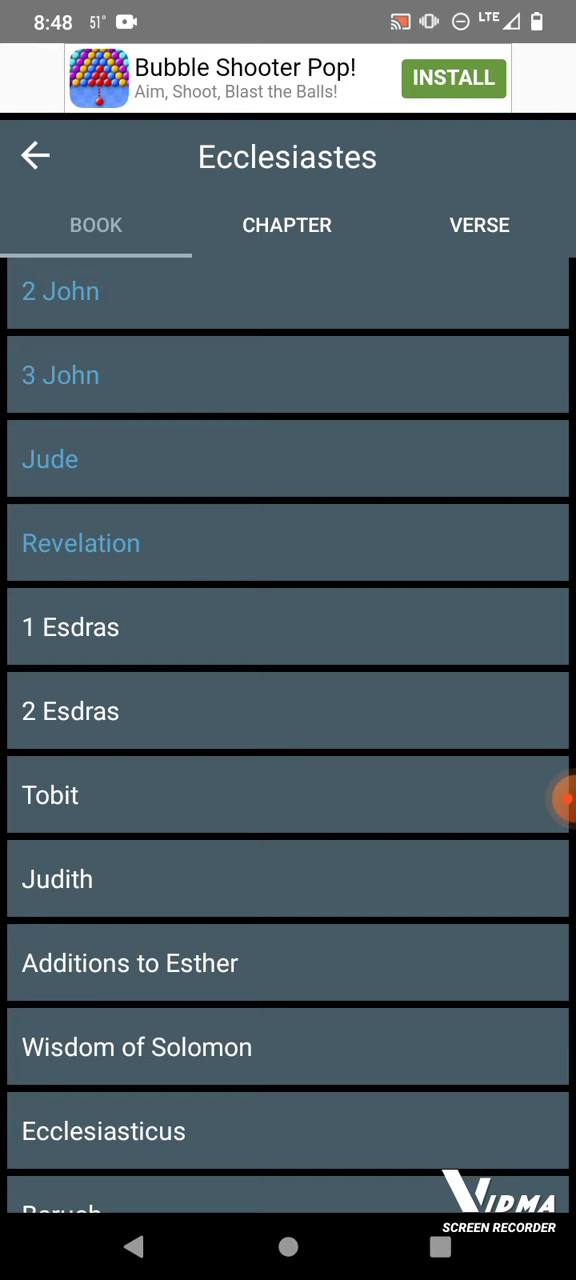 8:48 51° LTE
Bubble Shooter Pop!
Aim, Shoot, Blast the Balls!
INSTALL
Ecclesiastes
BOOK CHAPTER VERSE
2 John
3 John
Jude
Revelation
1 Esdras
2 Esdras
Tobit
Judith
Additions to Esther
Wisdom of Solomon
Ecclesiasticus
Baruch
VIDMA
SCREEN RECORDER